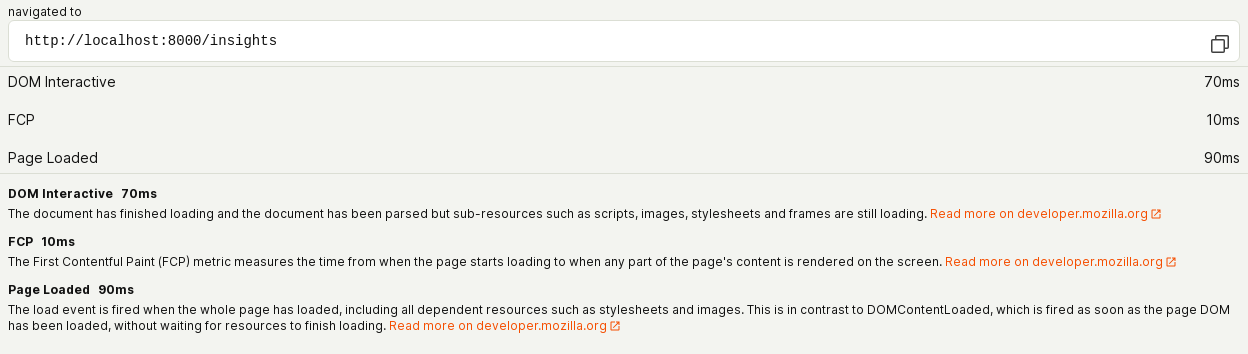 navigated to
http://localhost:8000/insights
DOM Interactive 70ms
FCP 10ms
Page Loaded 90ms
DOM Interactive 70ms
The document has finished loading and the document has been parsed but sub-resources such as scripts, images, stylesheets and frames are still loading. Read more on developer.mozilla.org
FCP 10ms
The First Contentful Paint (FCP) metric measures the time from when the page starts loading to when any part of the page's content is rendered on the screen. Read more on developer.mozilla.org
Page Loaded 90ms
The load event is fired when the whole page has loaded, including all dependent resources such as stylesheets and images. This is in contrast to DOMContentLoaded, which is fired as soon as the page DOM
has been loaded, without waiting for resources to finish loading. Read more on developer.mozilla.org